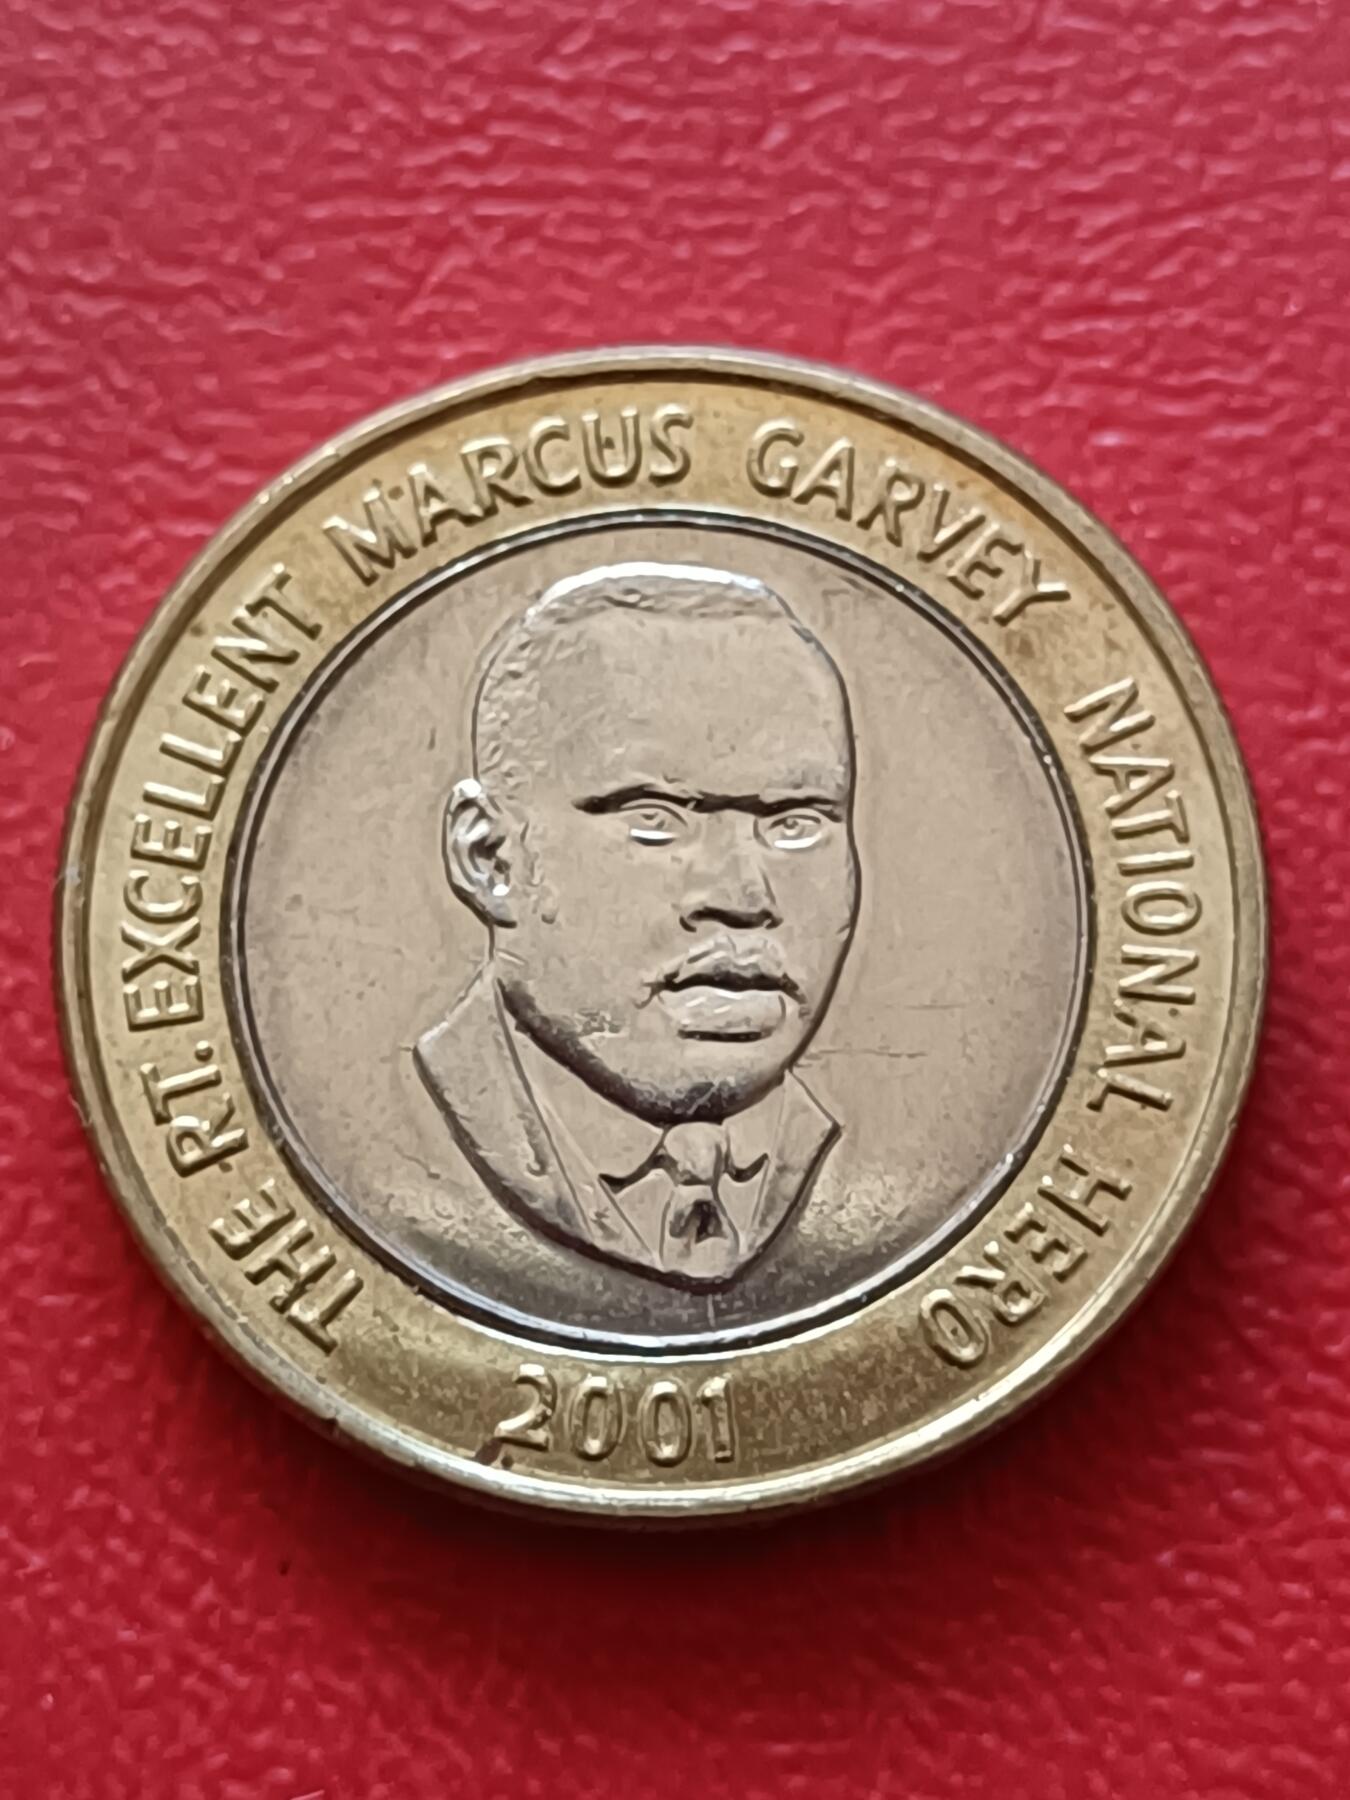 THE RT. EXCELLENT MARCUS GARVEY NATIONAL HERO
2001